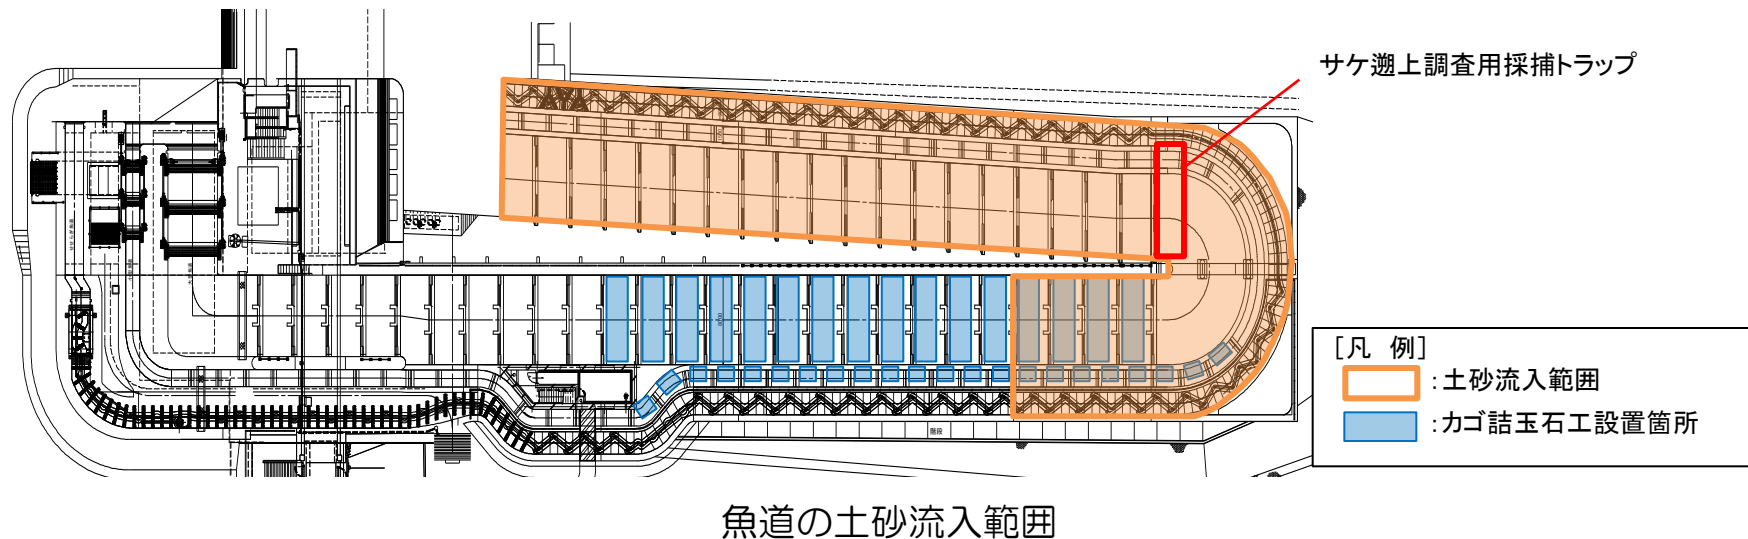 サケ遡上調査用採捕トラップ
[凡 例]
:土砂流入範囲
:カゴ詰玉石工設置箇所
階段
魚道の土砂流入範囲